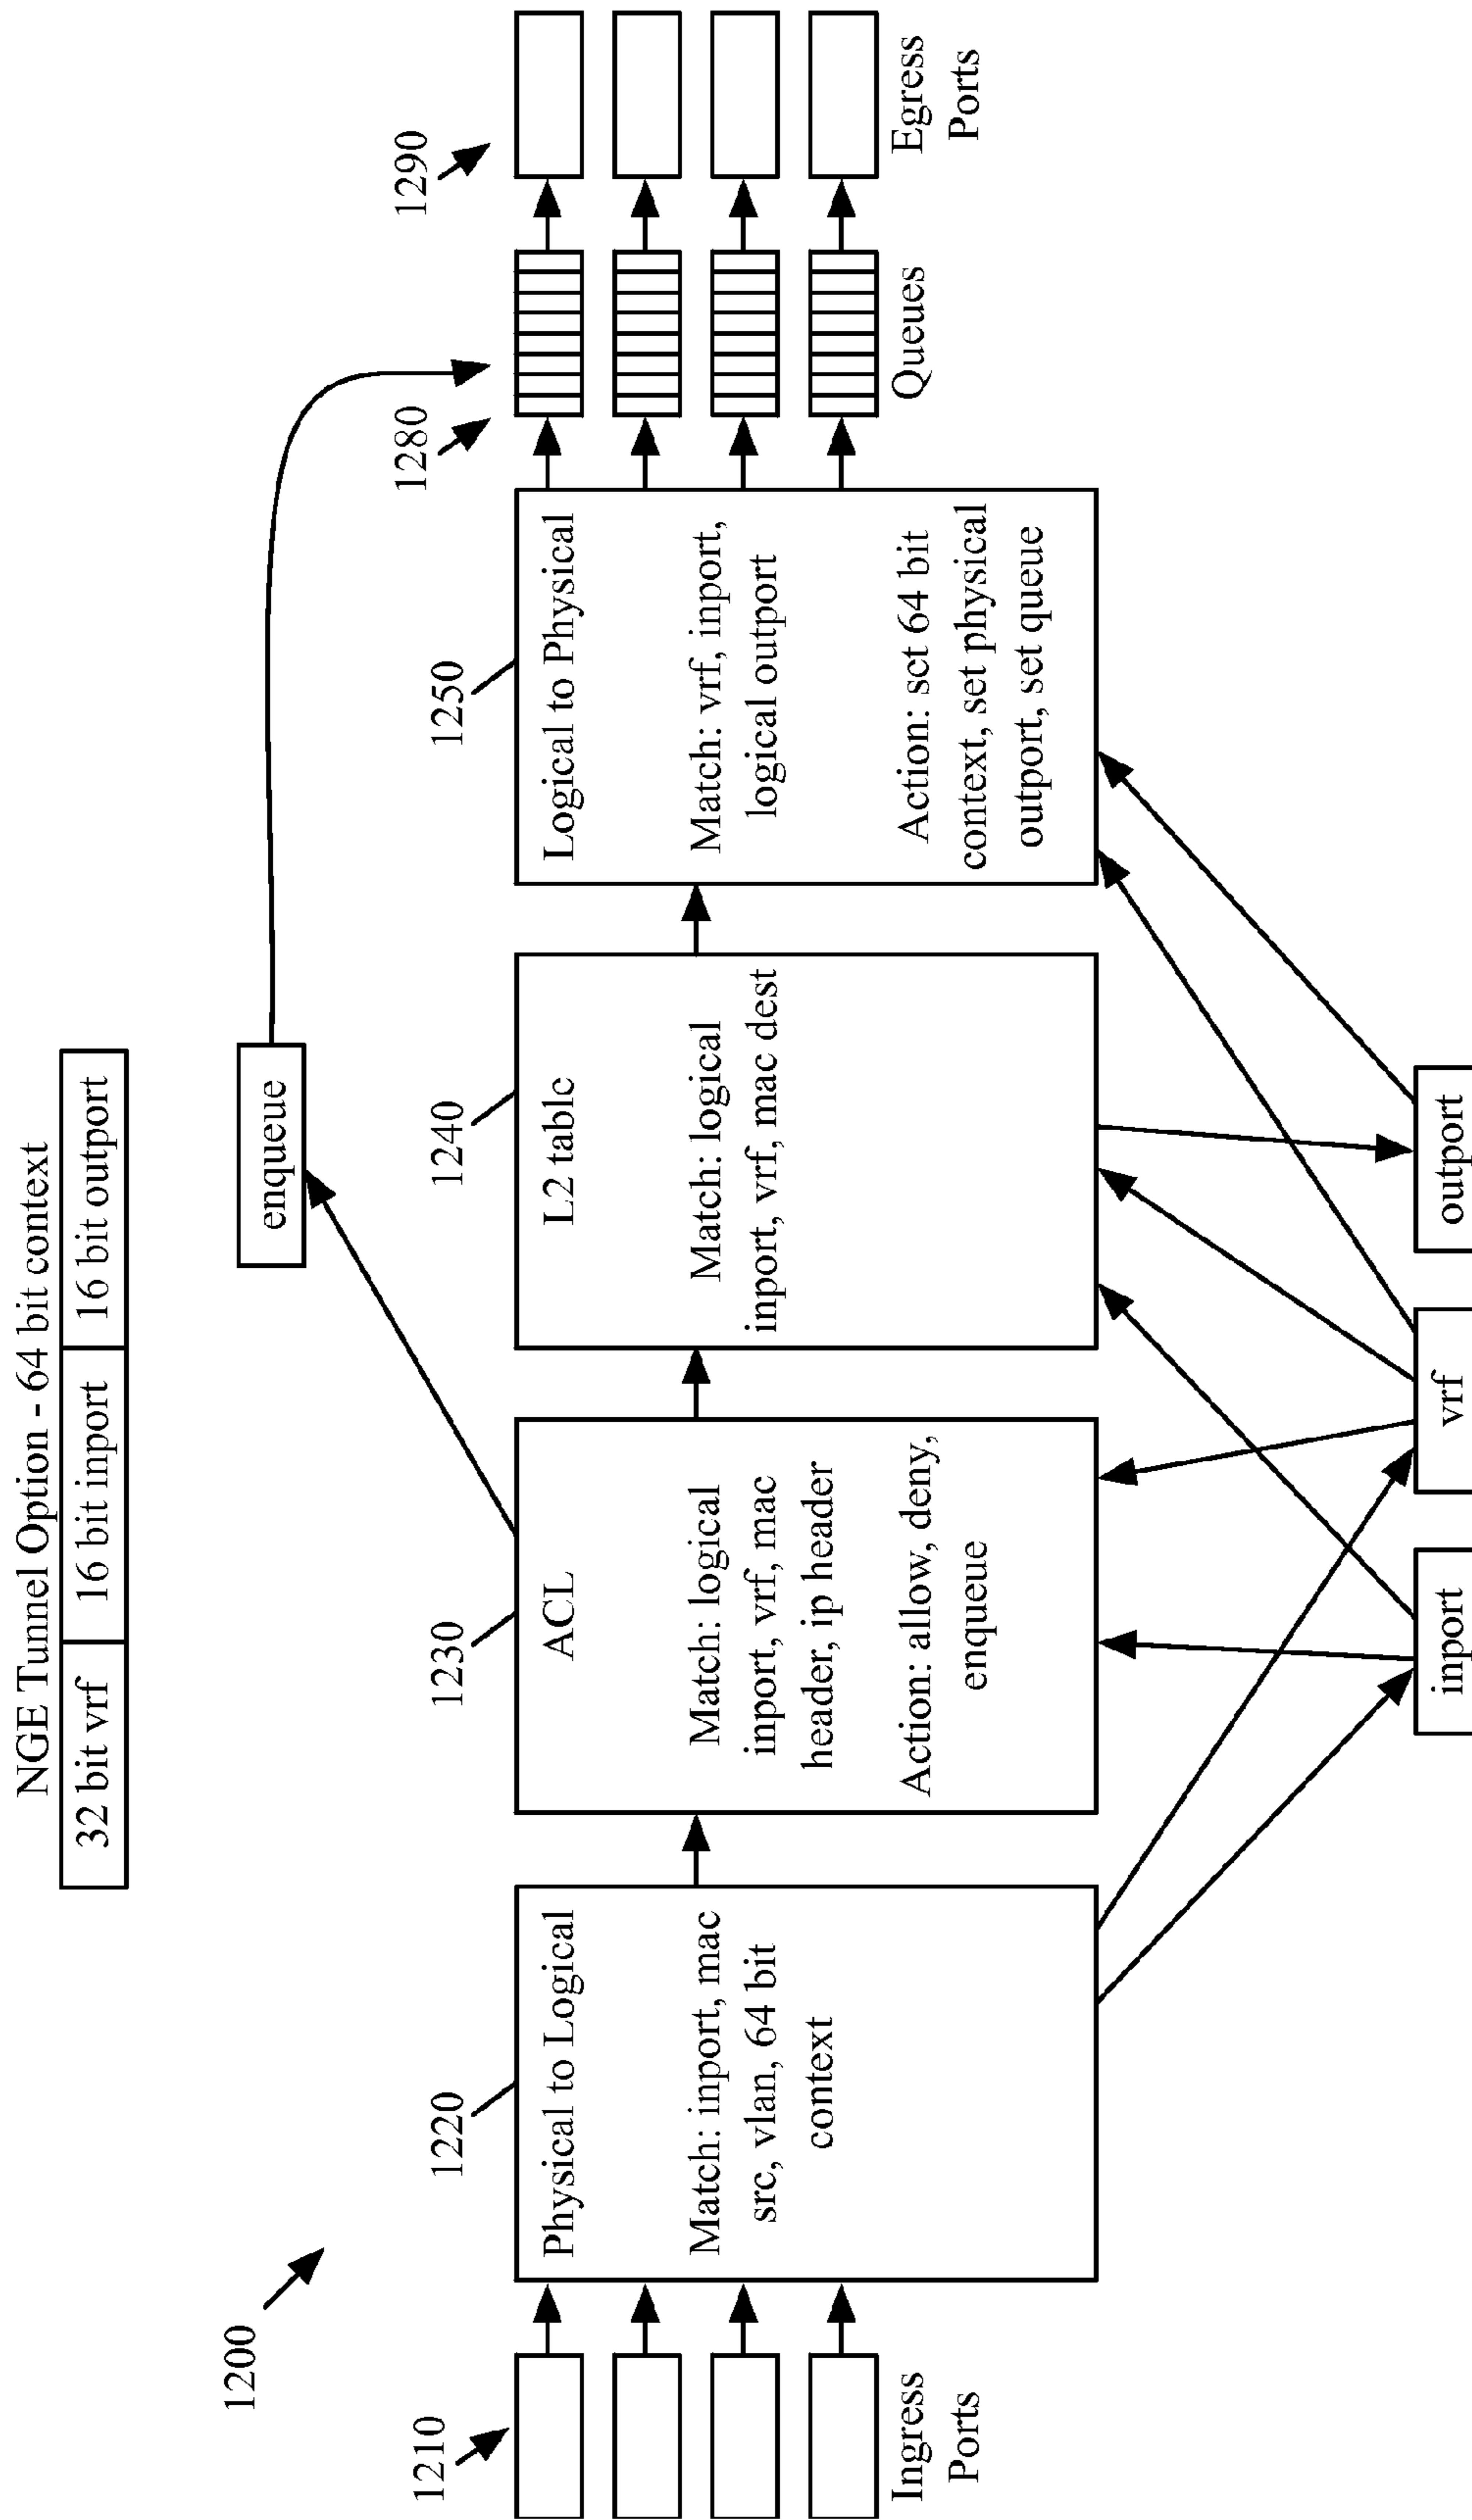 NGE Tunnel Option - 64 bit context
32 bit vrf
16 bit inport
16 bit outport
1200
enqueue
1210
1220
1230
1240
1250
1280
1290
Physical to Logical
Match: inport, mac
src, vlan, 64 bit
context
ACL
Match: logical
inport, vrf, mac
header, ip header
Action: allow, deny,
enqueue
L2 table
Match: logical
inport, vrf, mac dest
Logical to Physical
Match: vrf, inport,
logical outport
Action: set 64 bit
context, set physical
outport, set queue
Ingress
Ports
Queues
Egress
Ports
inport
vrf
outport